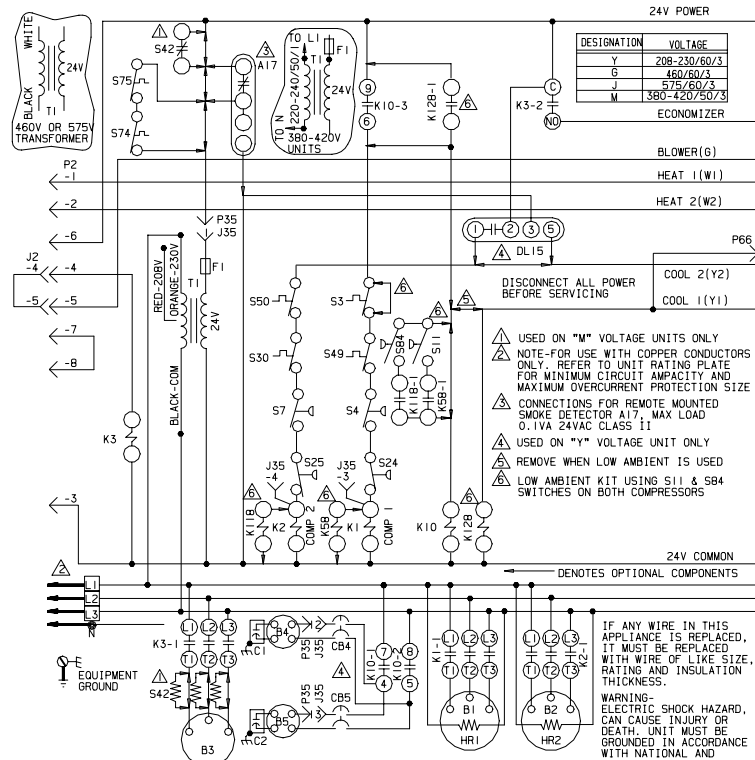 24V POWER
WHITE
BLACK
24V
T1
460V OR 575V
TRANSFORMER
S42
S75
S74
A17
TO L1
F1
T1
220-240/50/1
24V
TO N
380-420V
UNITS
9
K10-3
6
K128-1
C
K3-2
NO
DESIGNATION VOLTAGE
Y 208-230/60/3
G 460/60/3
J 575/60/3
M 380-420/50/3
ECONOMIZER
BLOWER(G)
HEAT 1(W1)
HEAT 2(W2)
P2
-1
-2
-6
J2
-4 -4
-5 -5
-7
-8
-3
K3
P35
J35
F1
T1
24V
RED-208V
ORANGE-230V
BLACK-COM
1 2 3 5
4 DL15
P66
COOL 2(Y2)
COOL 1(Y1)
DISCONNECT ALL POWER
BEFORE SERVICING
S50
S30
S7
S25
J35
-4
K118
K2
COMP 2
S3
S49
S4
S24
J35
-3
K58
K1
COMP 1
S84
S11
K118-1
K58-1
K10
K128
1 USED ON "M" VOLTAGE UNITS ONLY
2 NOTE-FOR USE WITH COPPER CONDUCTORS
ONLY. REFER TO UNIT RATING PLATE
FOR MINIMUM CIRCUIT AMPACITY AND
MAXIMUM OVERCURRENT PROTECTION SIZE
3 CONNECTIONS FOR REMOTE MOUNTED
SMOKE DETECTOR A17, MAX LOAD
0.1VA 24VAC CLASS II
4 USED ON "Y" VOLTAGE UNIT ONLY
5 REMOVE WHEN LOW AMBIENT IS USED
6 LOW AMBIENT KIT USING S11 & S84
SWITCHES ON BOTH COMPRESSORS
24V COMMON
DENOTES OPTIONAL COMPONENTS
2
L1
L2
L3
N
EQUIPMENT
GROUND
K3-1
L1 L2 L3
T1 T2 T3
1
S42
B3
C1
B4
P35
J35
2
CB4
4
C2
B5
P35
J35
3
CB5
K10-1
7
4
K10-2
8
5
K1-1
L1 L2 L3
T1 T2 T3
B1
HR1
L1 L2 L3
T1 T2 T3
K2-1
B2
HR2
IF ANY WIRE IN THIS
APPLIANCE IS REPLACED,
IT MUST BE REPLACED
WITH WIRE OF LIKE SIZE,
RATING AND INSULATION
THICKNESS.
WARNING-
ELECTRIC SHOCK HAZARD,
CAN CAUSE INJURY OR
DEATH. UNIT MUST BE
GROUNDED IN ACCORDANCE
WITH NATIONAL AND